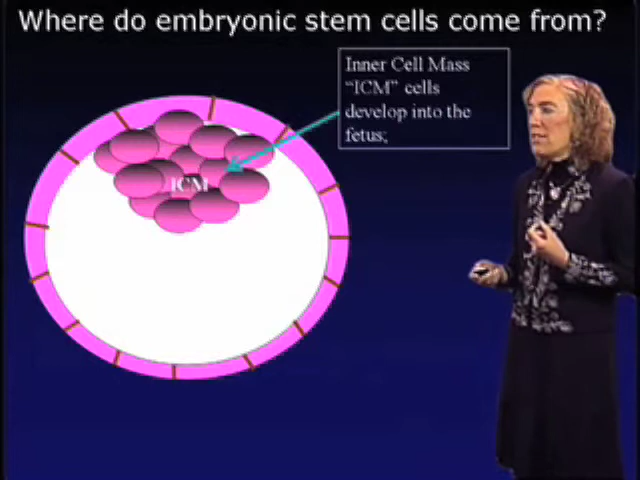 Where do embryonic stem cells come from?
Inner Cell Mass
“ICM” cells
develop into the
fetus;
ICM